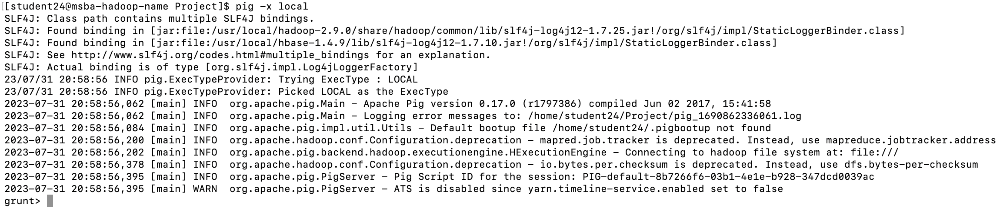 [[student24@msba-hadoop-name Project]$ pig -x local
SLF4J: Class path contains multiple SLF4J bindings.
SLF4J: Found binding in [jar:file:/usr/local/hadoop-2.9.0/share/hadoop/common/lib/slf4j-log4j12-1.7.25.jar!/org/slf4j/impl/StaticLoggerBinder.class]
SLF4J: Found binding in [jar:file:/usr/local/hbase-1.4.9/lib/slf4j-log4j12-1.7.10.jar!/org/slf4j/impl/StaticLoggerBinder.class]
SLF4J: See http://www.slf4j.org/codes.html#multiple_bindings for an explanation.
SLF4J: Actual binding is of type [org.slf4j.impl.Log4jLoggerFactory]
23/07/31 20:58:56 INFO pig.ExecTypeProvider: Trying ExecType : LOCAL
23/07/31 20:58:56 INFO pig.ExecTypeProvider: Picked LOCAL as the ExecType
2023-07-31 20:58:56,062 [main] INFO  org.apache.pig.Main - Apache Pig version 0.17.0 (r1797386) compiled Jun 02 2017, 15:41:58
2023-07-31 20:58:56,062 [main] INFO  org.apache.pig.Main - Logging error messages to: /home/student24/Project/pig_1690862336061.log
2023-07-31 20:58:56,084 [main] INFO  org.apache.pig.impl.util.Utils - Default bootup file /home/student24/.pigbootup not found
2023-07-31 20:58:56,200 [main] INFO  org.apache.hadoop.conf.Configuration.deprecation - mapred.job.tracker is deprecated. Instead, use mapreduce.jobtracker.address
2023-07-31 20:58:56,202 [main] INFO  org.apache.pig.backend.hadoop.executionengine.HExecutionEngine - Connecting to hadoop file system at: file:///
2023-07-31 20:58:56,378 [main] INFO  org.apache.hadoop.conf.Configuration.deprecation - io.bytes.per.checksum is deprecated. Instead, use dfs.bytes-per-checksum
2023-07-31 20:58:56,395 [main] INFO  org.apache.pig.PigServer - Pig Script ID for the session: PIG-default-8b7266f6-03b1-4e1e-b928-347dcd0039ac
2023-07-31 20:58:56,395 [main] WARN  org.apache.pig.PigServer - ATS is disabled since yarn.timeline-service.enabled set to false
grunt>